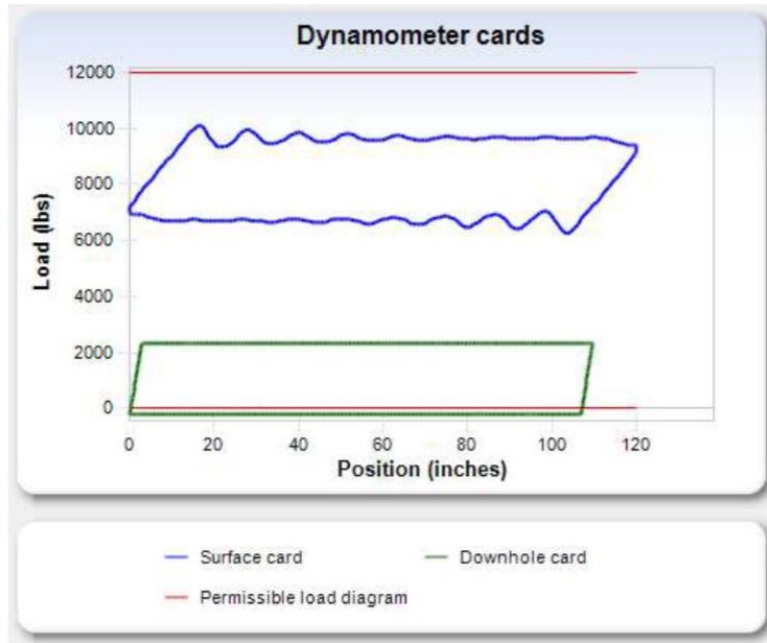 Dynamometer cards
12000
10000
8000
6000
4000
2000
0
Load (lbs)
0 20 40 60 80 100 120
Position (inches)
Surface card Downhole card
Permissible load diagram